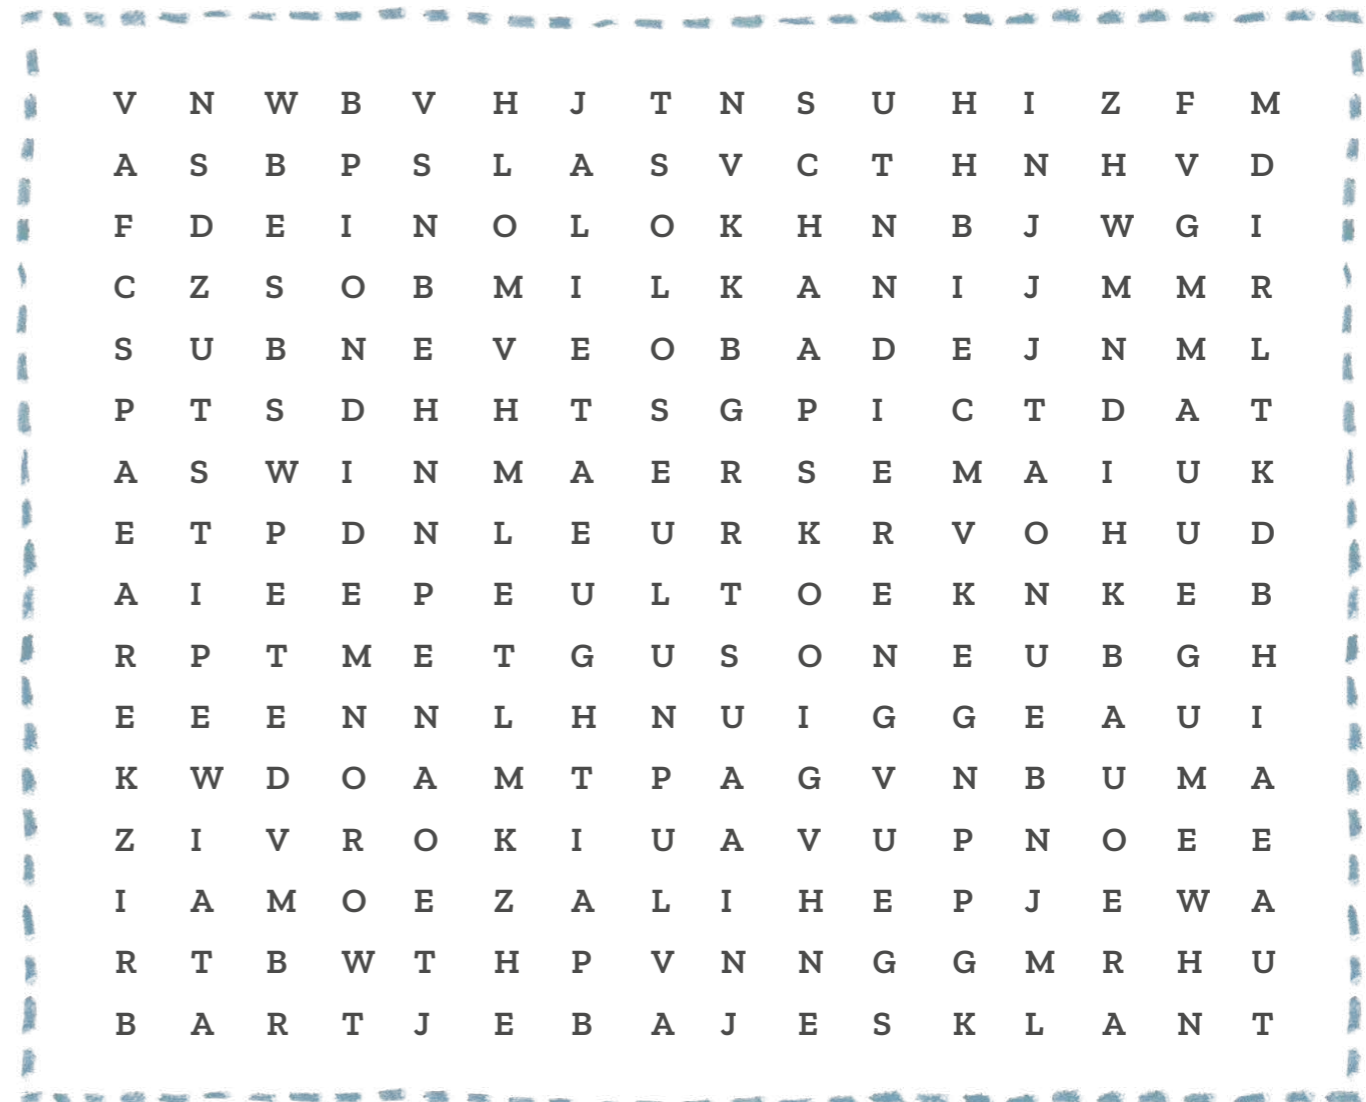 V N W B V H J T N S U H I Z F M
A S B P S L A S V C T H N H V D
F D E I N O L O K H N B J W G I
C Z S O B M I L K A N I J M M R
S U B N E V E O B A D E J N M L
P T S D H H T S G P I C T D A T
A S W I N M A E R S E M A I U K
E T P D N L E U R K R V O H U D
A I E E P E U L T O E K N K E B
R P T M E T G U S O N E U B G H
E E E N N L H N U I G G E A U I
K W D O A M T P A G V N B U M A
Z I V R O K I U A V U P N O E E
I A M O E Z A L I H E P J E W A
R T B W T H P V N N G G M R H U
B A R T J E B A J E S K L A N T